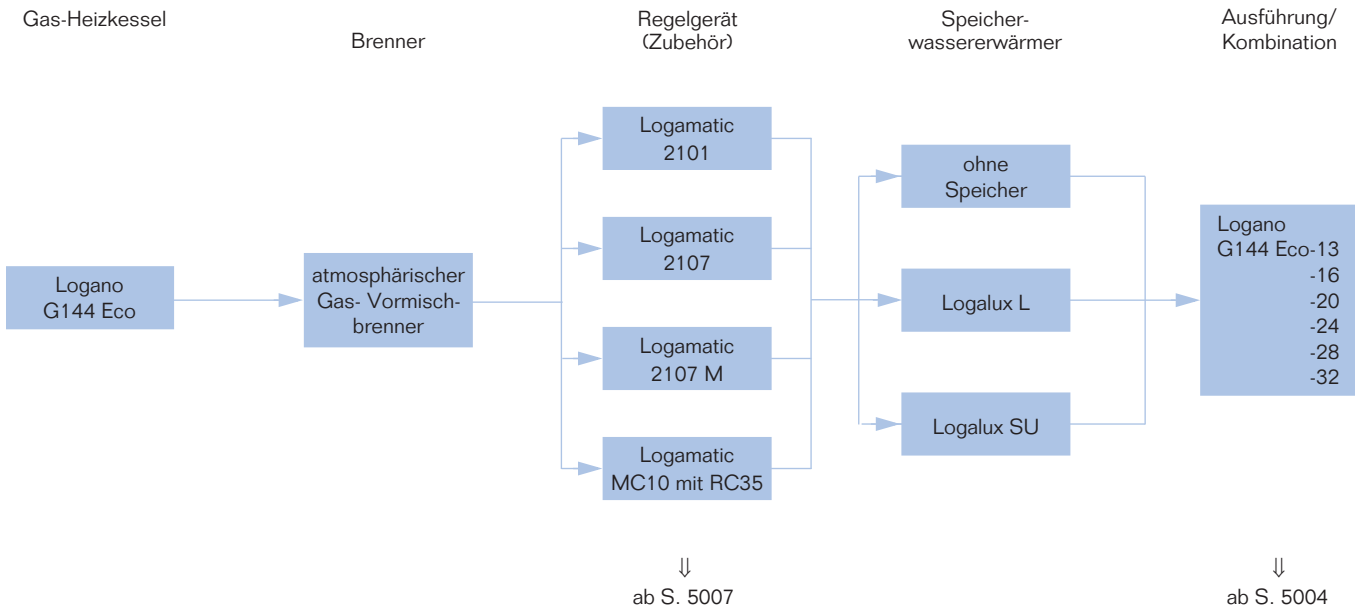 Gas-Heizkessel
Brenner
Regelgerät
(Zubehör)
Speicher-
wassererwärmer
Ausführung/
Kombination
Logano
G144 Eco
atmosphärischer
Gas- Vormisch-
brenner
Logamatic
2101
Logamatic
2107
Logamatic
2107 M
Logamatic
MC10 mit RC35
ohne
Speicher
Logalux L
Logalux SU
Logano
G144 Eco-13
-16
-20
-24
-28
-32
⇓
ab S. 5007
⇓
ab S. 5004